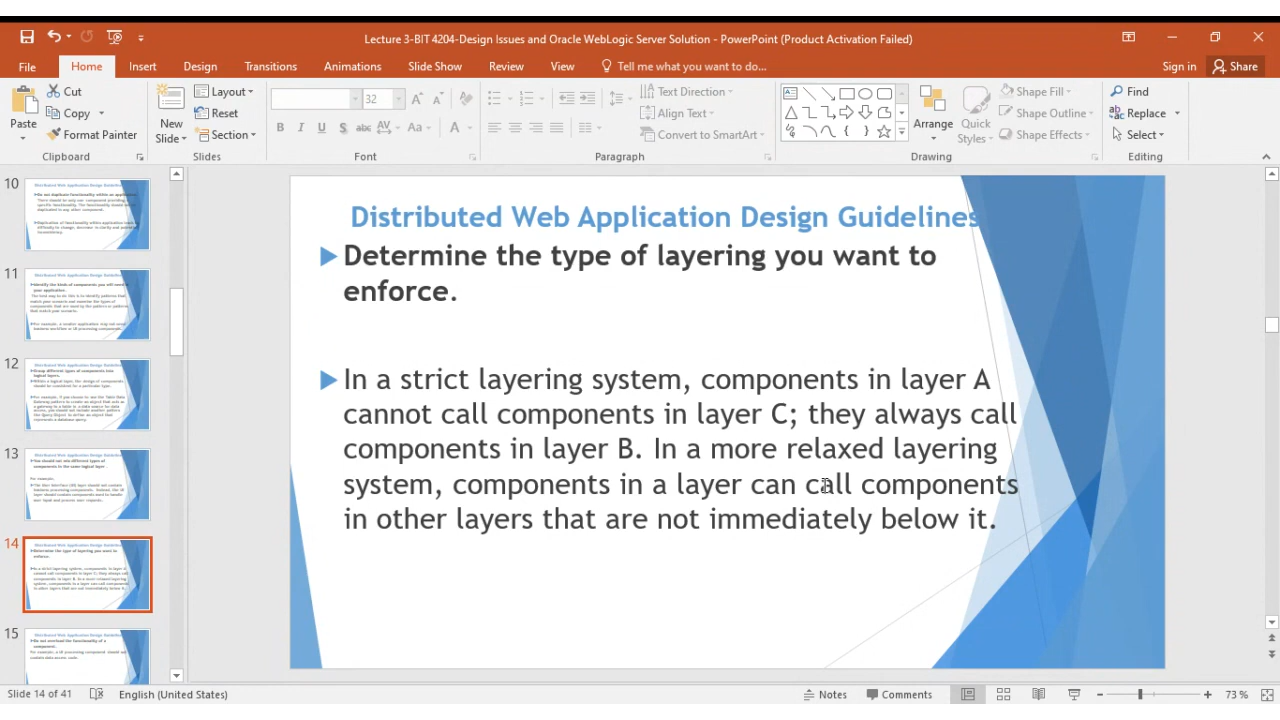 Lecture 3-BIT 4204-Design Issues and Oracle WebLogic Server Solution - PowerPoint (Product Activation Failed)
File Home Insert Design Transitions Animations Slide Show Review View Tell me what you want to do... Sign in Share
Paste Cut Copy Format Painter
Clipboard
New Slide Layout Reset Section
Slides
32
B I U S abc AV Aa A
Font
Text Direction
Align Text
Convert to SmartArt
Paragraph
Arrange Quick Styles Shape Fill Shape Outline Shape Effects
Drawing
Find
Replace
Select
Editing
10
11
12
13
14
15
Distributed Web Application Design Guidelines
Determine the type of layering you want to
enforce.
In a strict layering system, components in layer A
cannot call components in layer C; they always call
components in layer B. In a more relaxed layering
system, components in a layer can call components
in other layers that are not immediately below it.
Slide 14 of 41 English (United States) Notes Comments 73 %